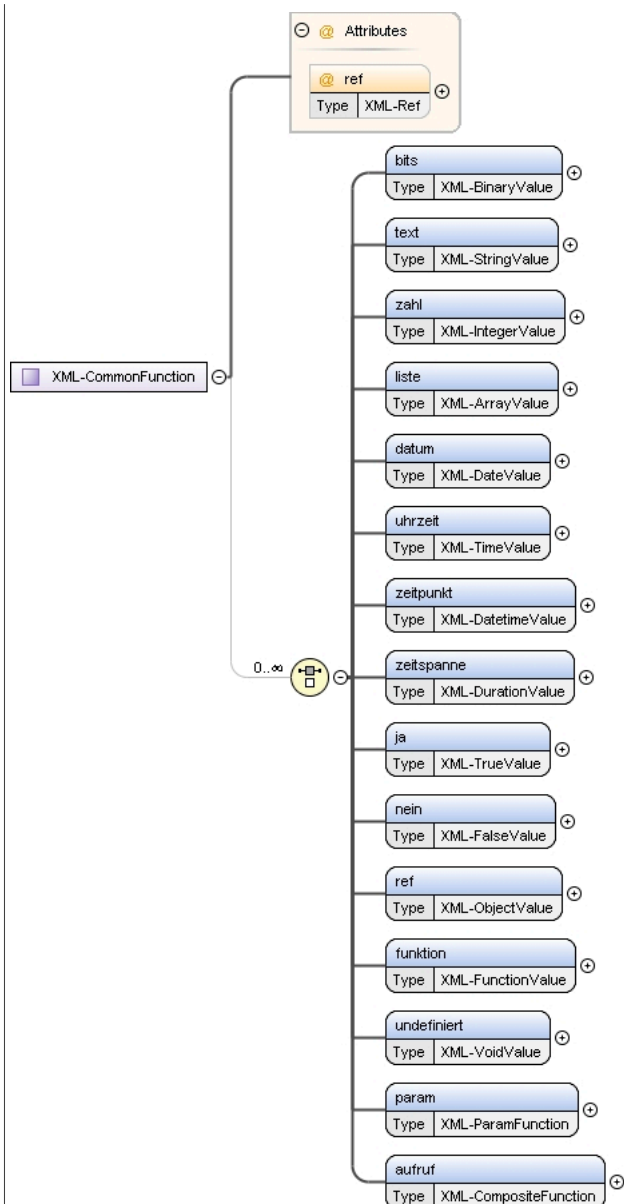 @ Attributes
@ ref
Type XML-Ref
bits
Type XML-BinaryValue
text
Type XML-StringValue
zahl
Type XML-IntegerValue
XML-CommonFunction
liste
Type XML-ArrayValue
datum
Type XML-DateValue
uhrzeit
Type XML-TimeValue
zeitpunkt
Type XML-DatetimeValue
0..∞
zeitspanne
Type XML-DurationValue
ja
Type XML-TrueValue
nein
Type XML-FalseValue
ref
Type XML-ObjectValue
funktion
Type XML-FunctionValue
undefiniert
Type XML-VoidValue
param
Type XML-ParamFunction
aufruf
Type XML-CompositeFunction